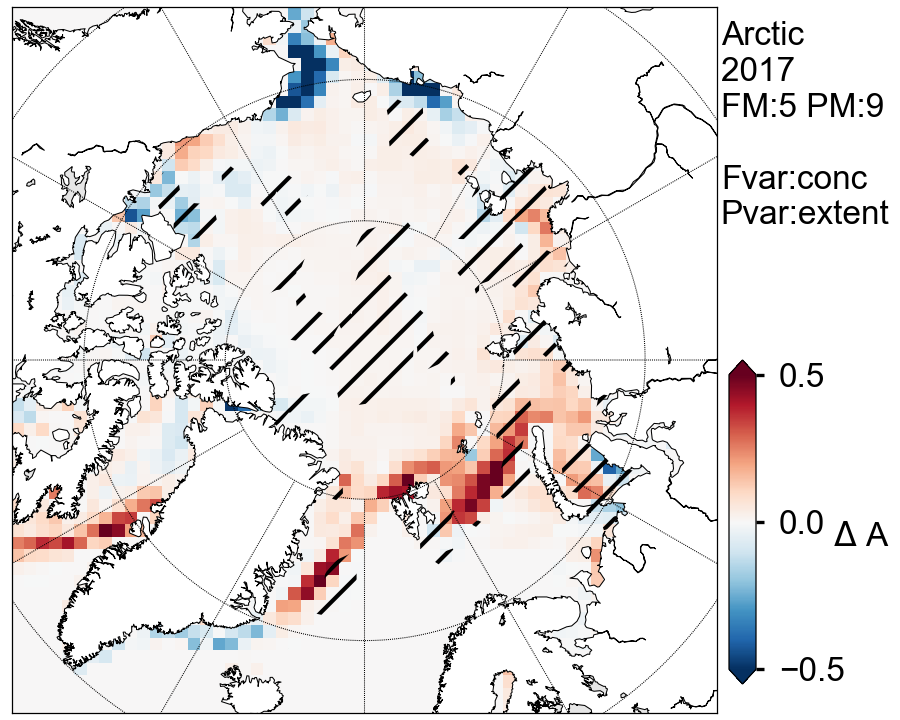 Arctic
2017
FM:5 PM:9
Fvar:conc
Pvar:extent
0.5
0.0
Δ A
−0.5